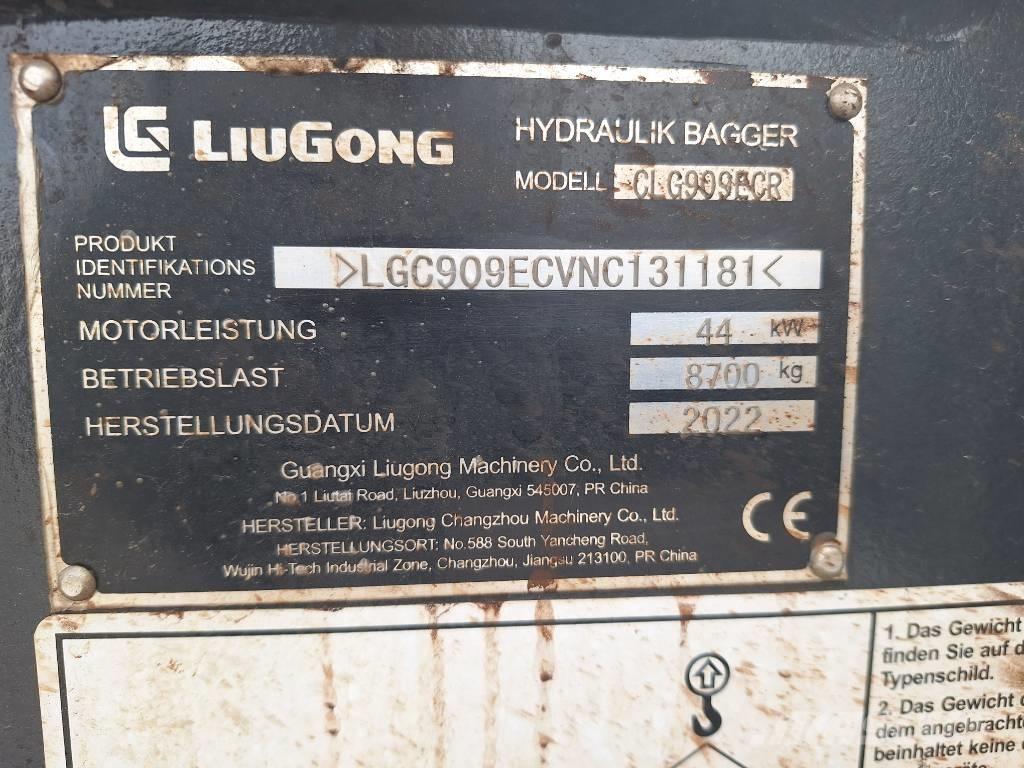 LG LIUGONG
HYDRAULIK BAGGER
MODELL CLG909ECR
PRODUKT
IDENTIFIKATIONS
NUMMER
>LGC909ECVNC131181<
MOTORLEISTUNG 44 kW
BETRIEBSLAST 8700 kg
HERSTELLUNGSDATUM 2022
Guangxi Liugong Machinery Co., Ltd.
No.1 Liutai Road, Liuzhou, Guangxi 545007, PR China
HERSTELLER: Liugong Changzhou Machinery Co., Ltd.
HERSTELLUNGSORT: No.588 South Yancheng Road,
Wujin Hi-Tech Industrial Zone, Changzhou, Jiangsu 213100, PR China
CE
1. Das Gewicht
finden Sie auf d
Typenschild.
2. Das Gewicht
dem angebrachte
beinhaltet keine